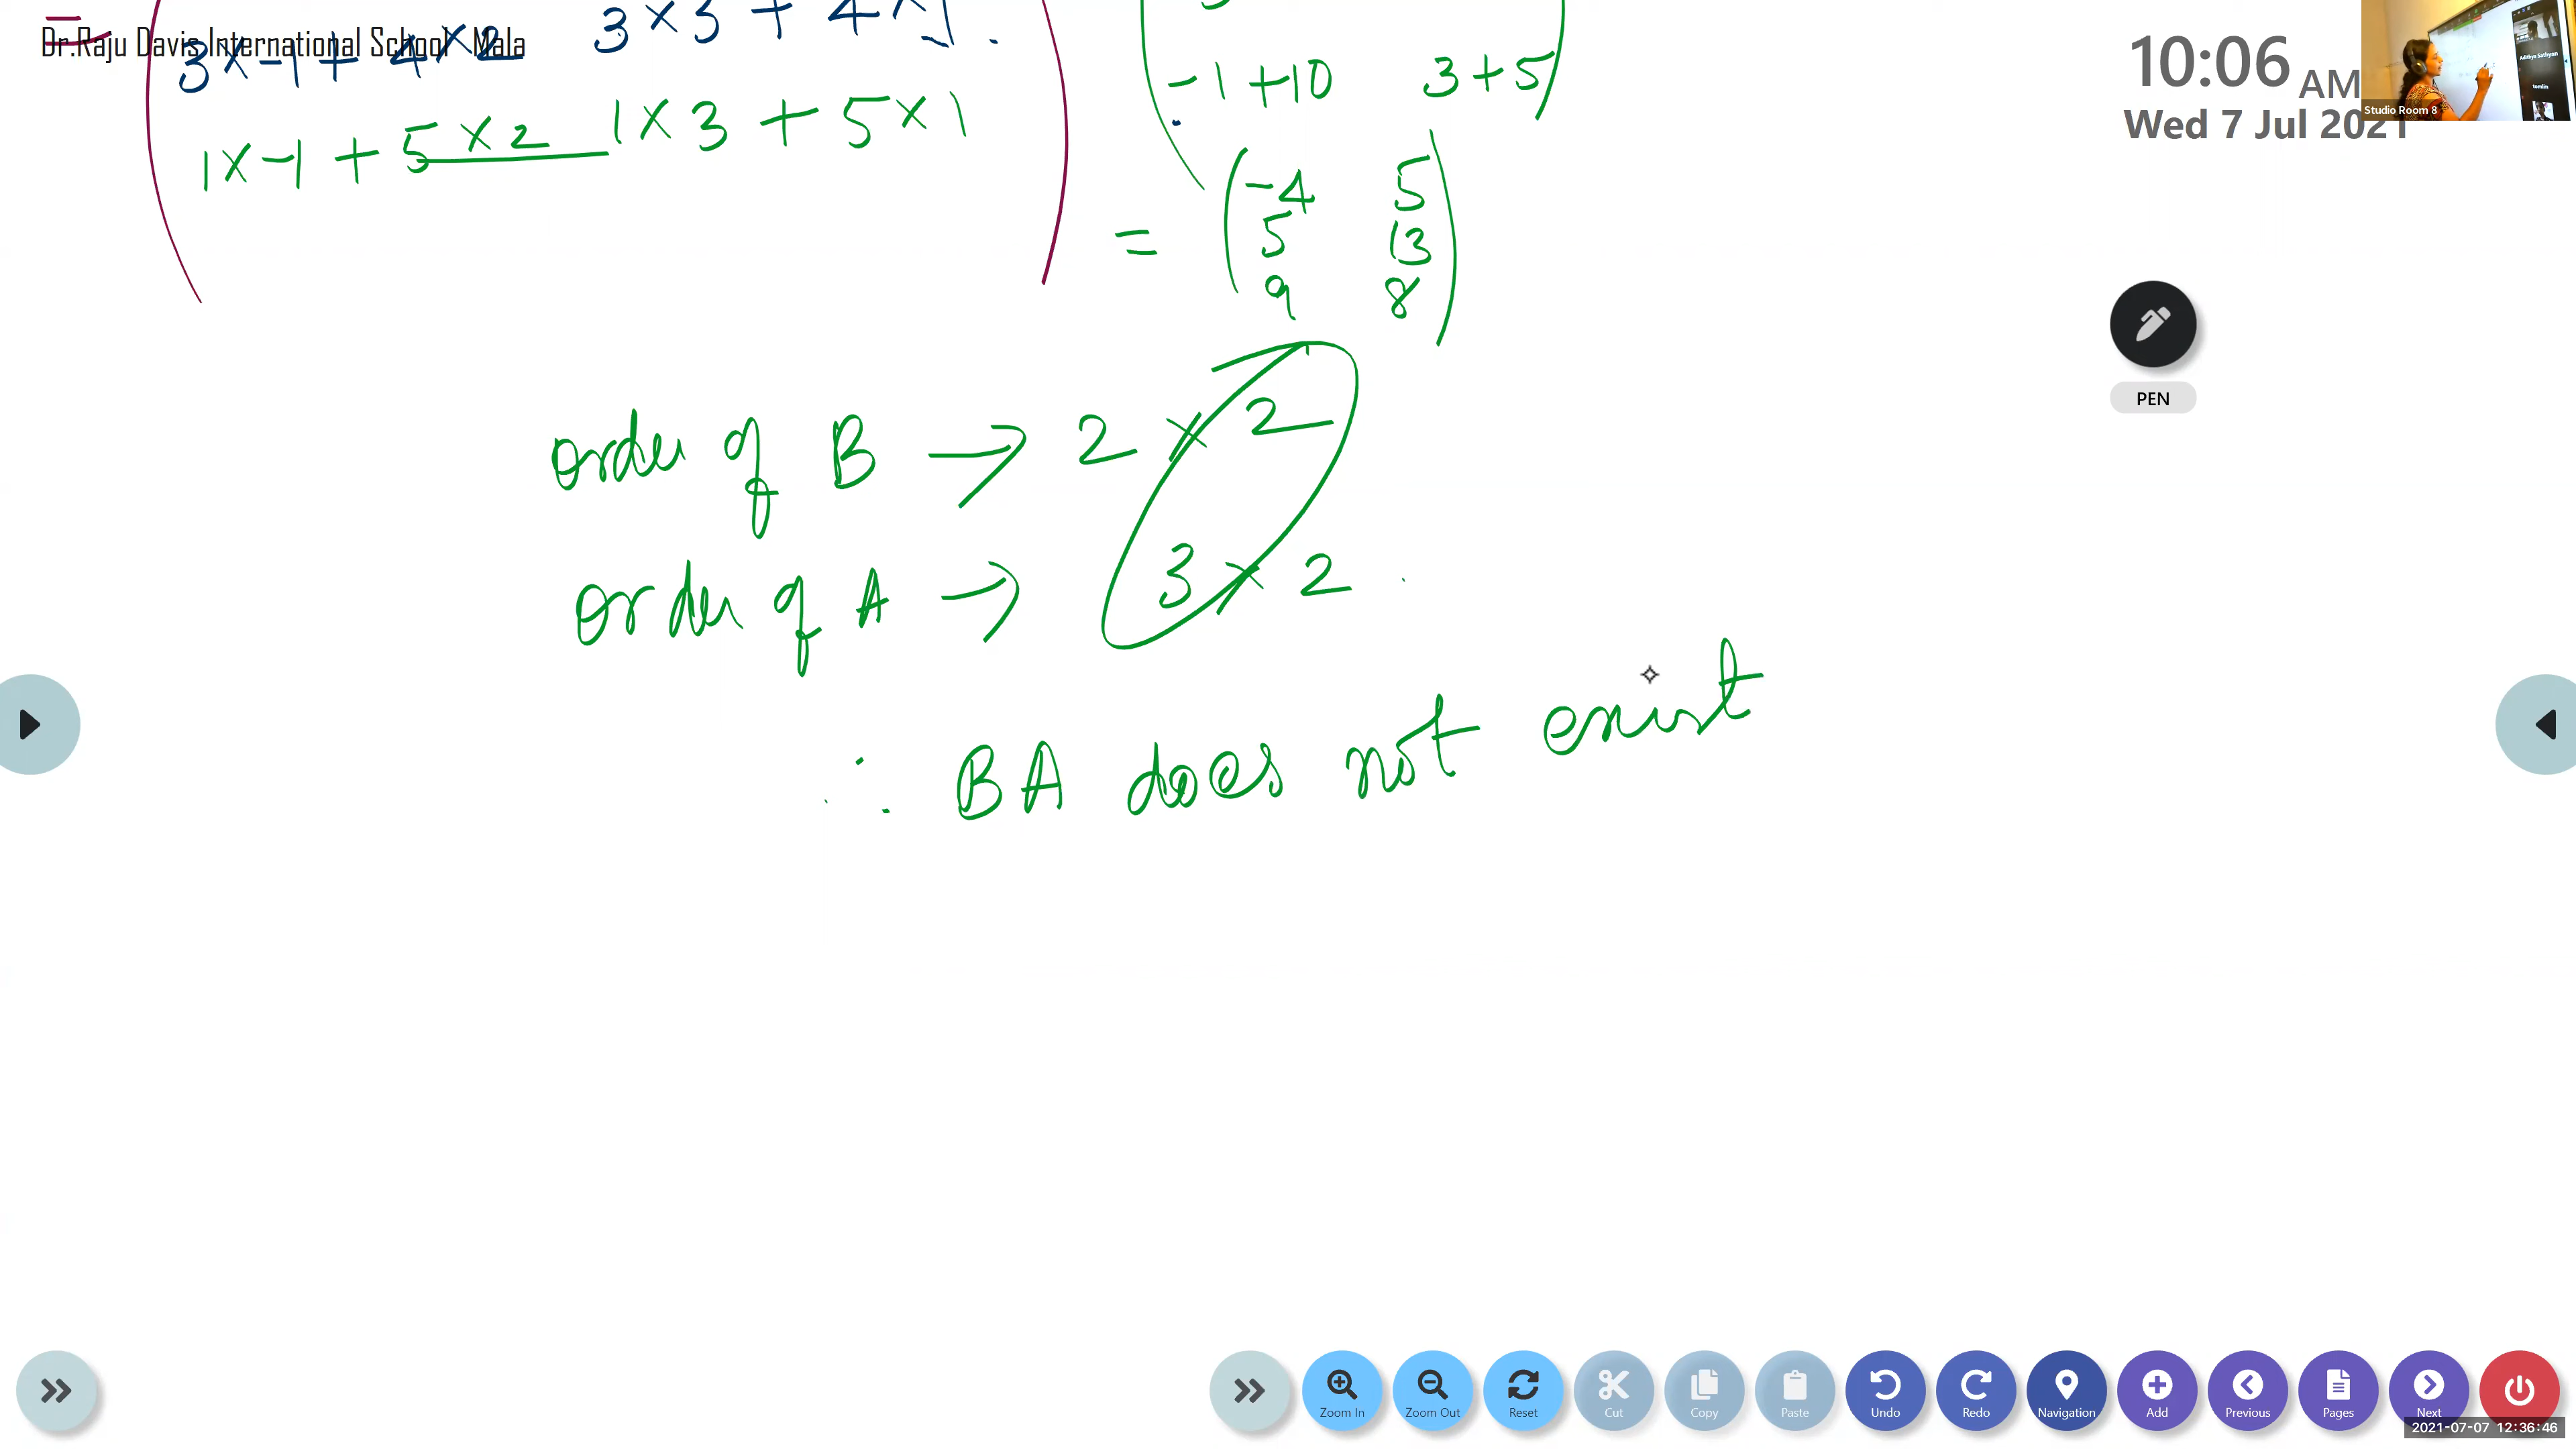 Dr.Raju Davis International School Mala
3 × -1 + 4 × 2 3 × 3 + 4 × 1
1 × -1 + 5 × 2 1 × 3 + 5 × 1
-1 + 10 3 + 5
= -4 5
5 13
9 8
order of B → 2 × 2
order of A → 3 × 2
∴ BA does not exist
10:06 AM
Wed 7 Jul 2021
Studio Room 8
Adithya Sathyan
PEN
Zoom In
Zoom Out
Reset
Cut
Copy
Paste
Undo
Redo
Navigation
Add
Previous
Pages
Next
2021-07-07 12:36:46